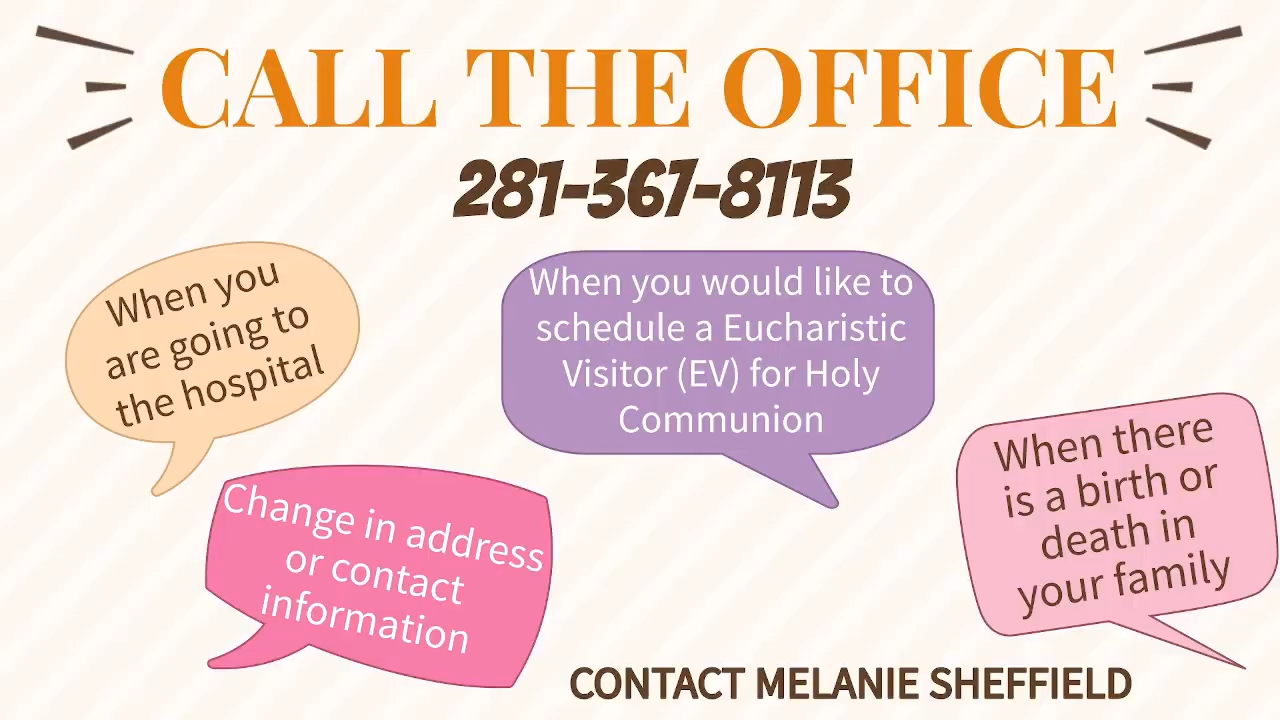 CALL THE OFFICE
281-367-8113
When you
are going to
the hospital
When you would like to
schedule a Eucharistic
Visitor (EV) for Holy
Communion
When there
is a birth or
death in
your family
Change in address
or contact
information
CONTACT MELANIE SHEFFIELD